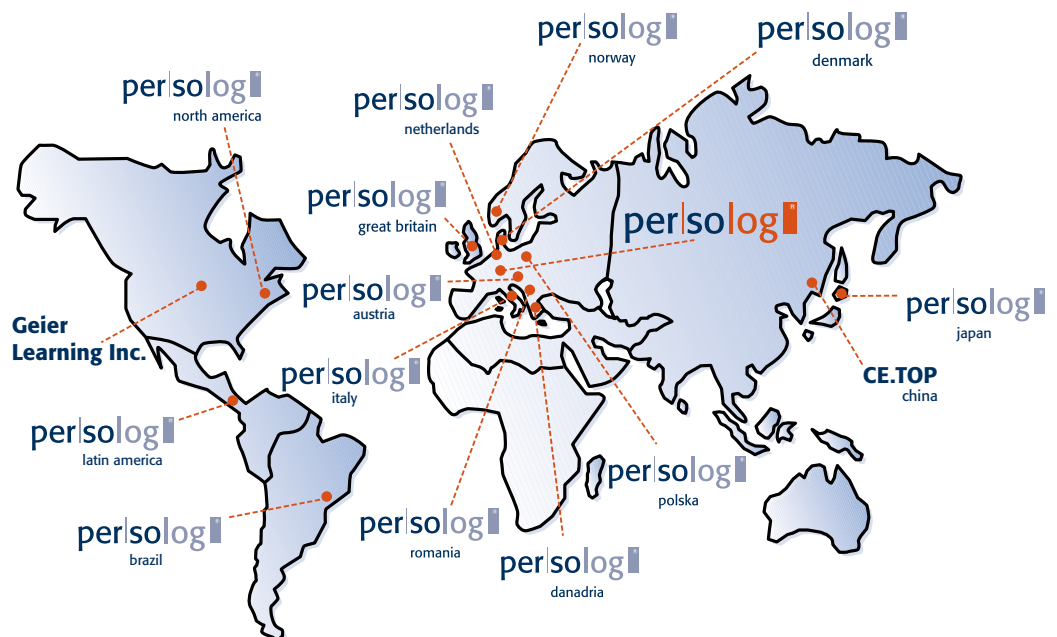 per|so|log®
norway
per|so|log®
denmark
per|so|log®
north america
per|so|log®
netherlands
per|so|log®
great britain
per|so|log®
per|so|log®
austria
per|so|log®
japan
Geier
Learning Inc.
per|so|log®
italy
CE.TOP
china
per|so|log®
latin america
per|so|log®
polska
per|so|log®
brazil
per|so|log®
romania
per|so|log®
danadria